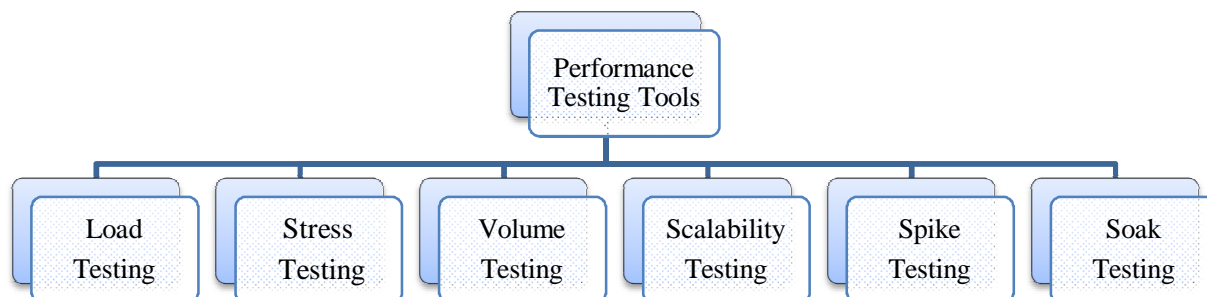 Performance
Testing Tools
Load
Testing
Stress
Testing
Volume
Testing
Scalability
Testing
Spike
Testing
Soak
Testing